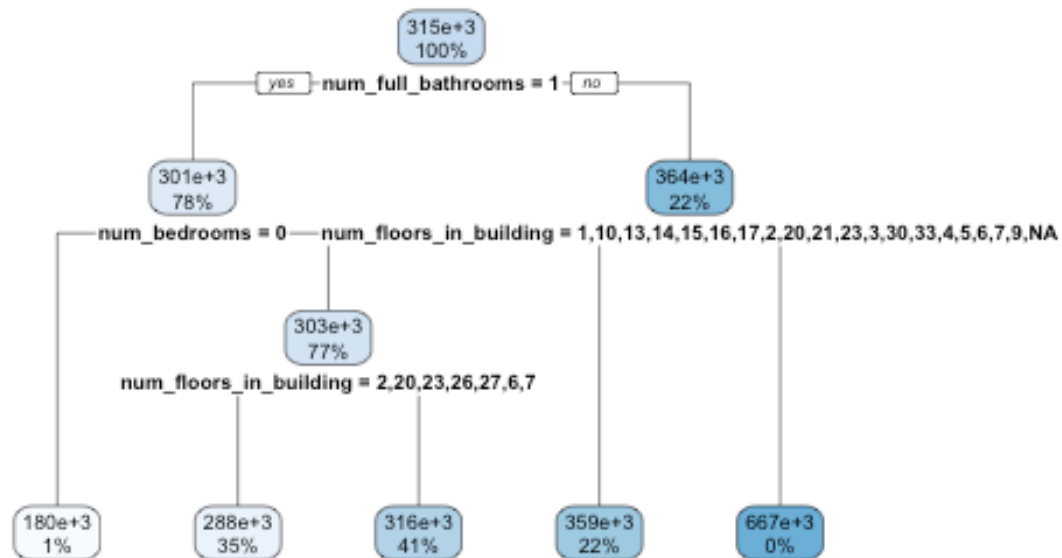 315e+3
100%
yes num_full_bathrooms = 1 no
301e+3
78%
364e+3
22%
num_bedrooms = 0
num_floors_in_building = 1,10,13,14,15,16,17,2,20,21,23,3,30,33,4,5,6,7,9,NA
303e+3
77%
num_floors_in_building = 2,20,23,26,27,6,7
180e+3
1%
288e+3
35%
316e+3
41%
359e+3
22%
667e+3
0%